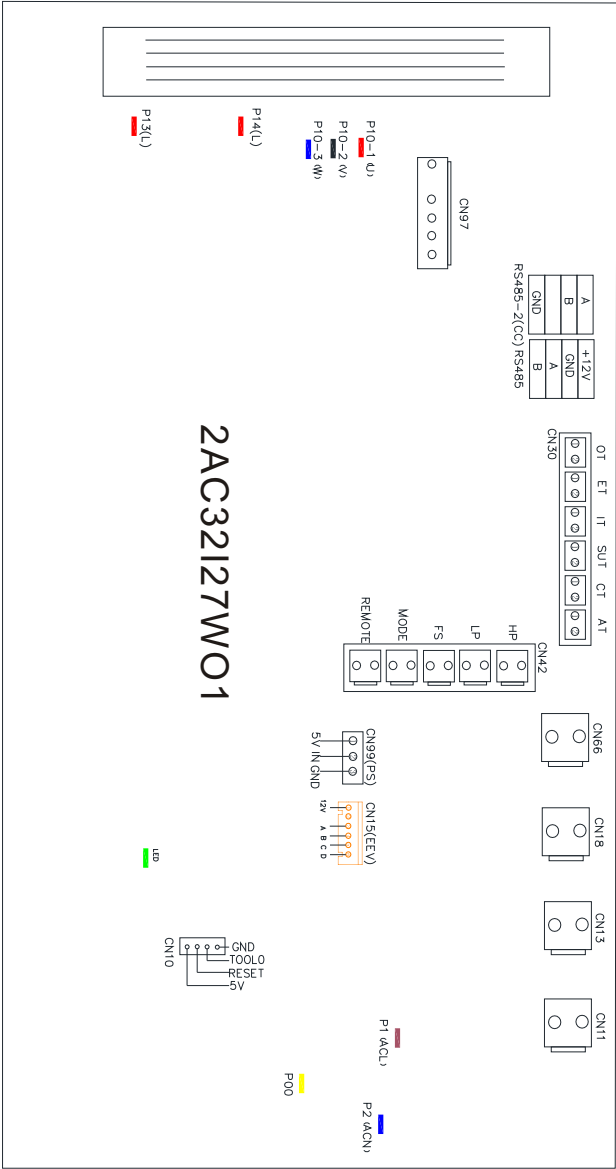 P13(L)
P14(L)
P10-3(W)
P10-2(V)
P10-1(U)
CN97
RS485-2(CC)
GND
B
A
RS485
B
A
GND
+12V
CN30
OT
ET
IT
SUT
CT
AT
2AC32I27WO1
REMOTE
MODE
FS
LP
HP
CN42
CN66
5V
IN
GND
CN99(PS)
12V
A
B
C
D
CN15(EEV)
CN18
LED
CN13
CN10
GND
TOOL0
RESET
5V
CN11
P1(ACL)
P00
P2(ACN)